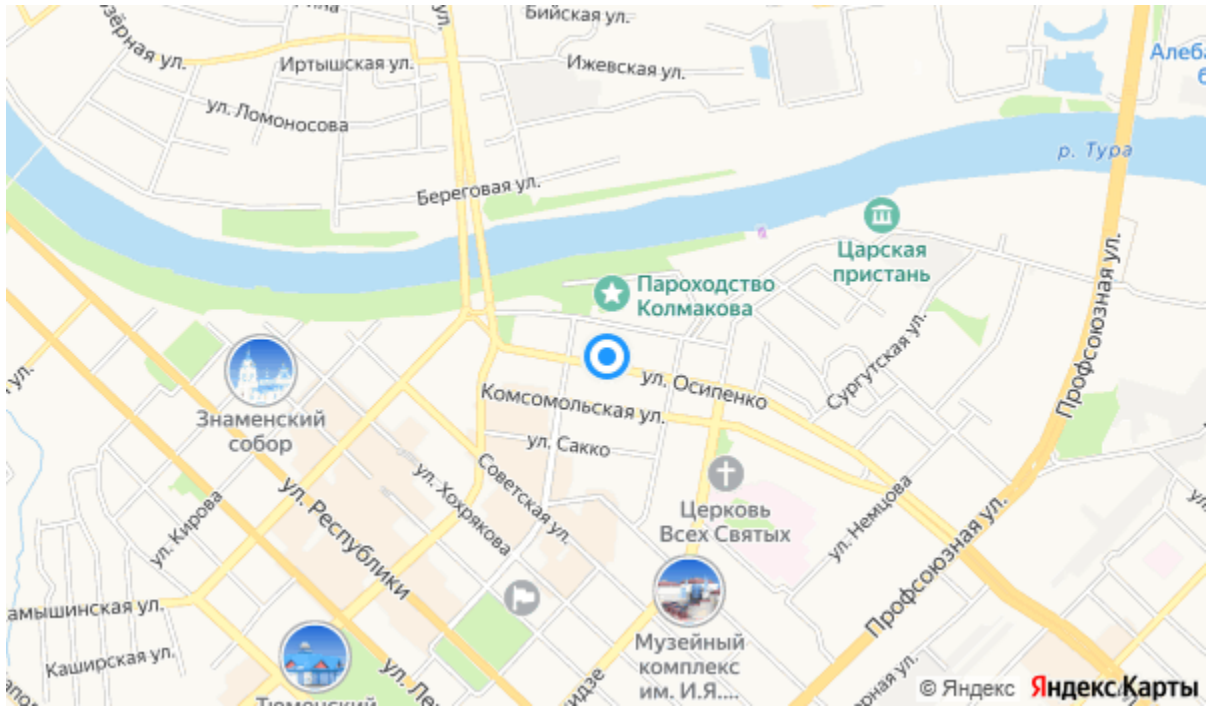 Бийская ул.
Ижевская ул.
Иртышская ул.
ул. Ломоносова
р. Тура
Береговая ул.
Царская
пристань
Пароходство
Колмакова
Профсоюзная ул.
Сургутская ул.
ул. Осипенко
Комсомольская ул.
Знаменский
собор
ул. Сакко
ул. Хохрякова
Советская ул.
ул. Республики
ул. Кирова
Церковь
Всех Святых
ул. Немцова
Профсоюзная ул.
Каширская ул.
Музейный
комплекс
им. И.Я....
© Яндекс Яндекс Карты